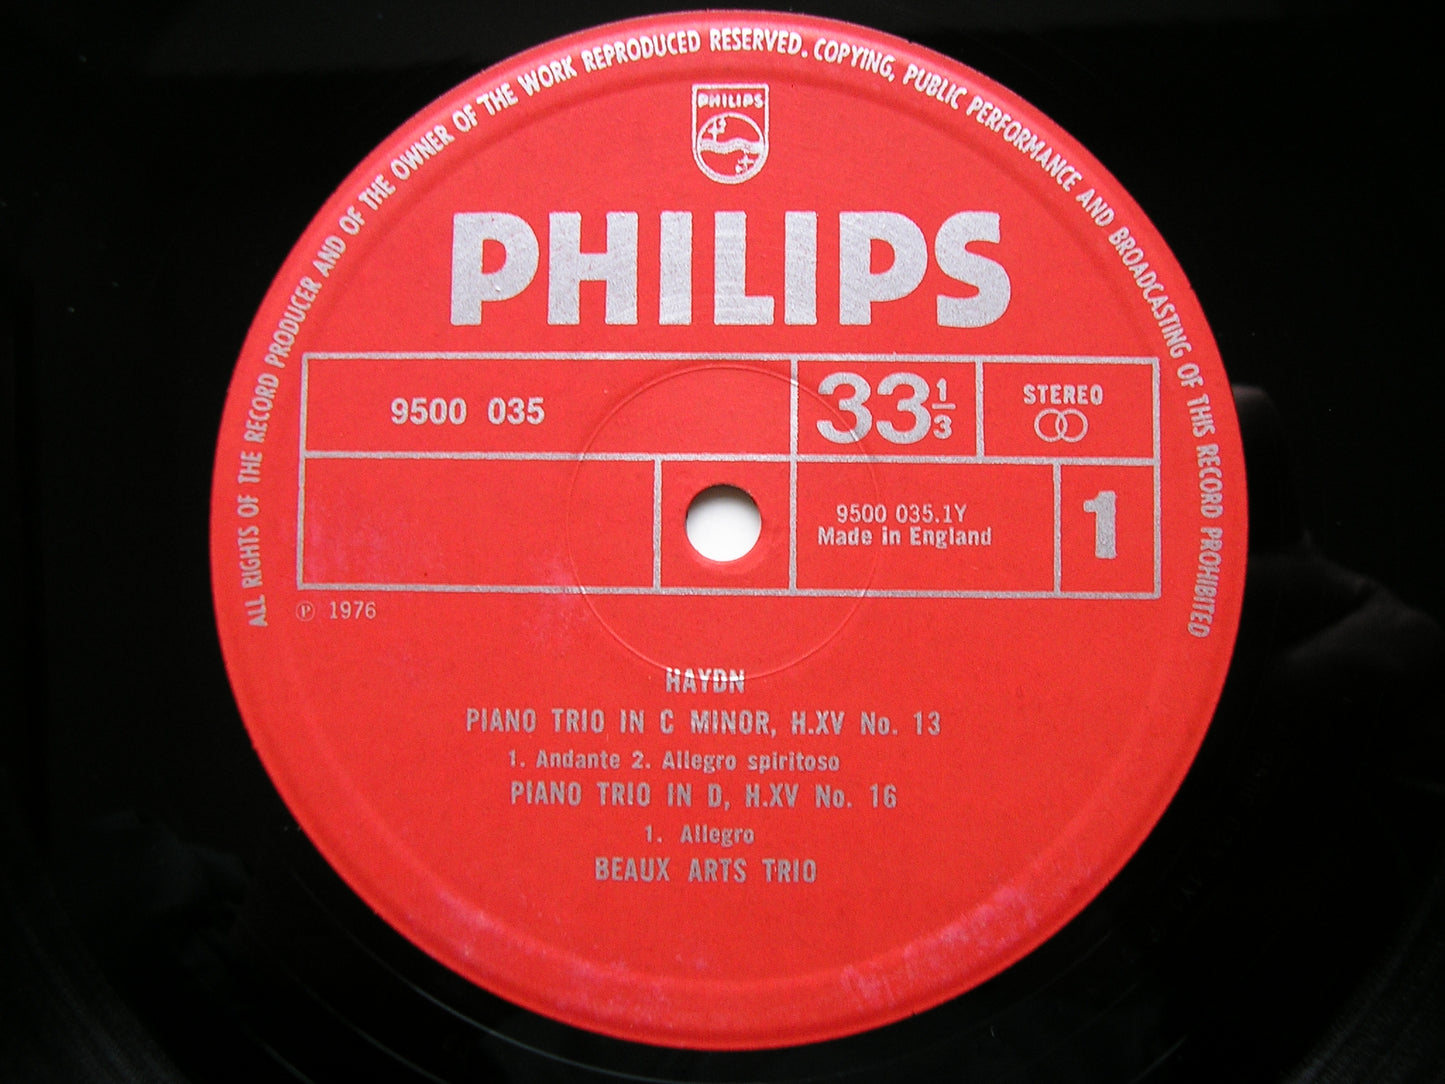 ALL RIGHTS OF THE RECORD PRODUCER AND OF THE OWNER OF THE WORK REPRODUCED RESERVED. COPYING, PUBLIC PERFORMANCE AND BROADCASTING OF THIS RECORD PROHIBITED
PHILIPS
PHILIPS
9500 035
33 1/3
STEREO
9500 035.1Y
Made in England
1
℗ 1976
HAYDN
PIANO TRIO IN C MINOR, H.XV No. 13
1. Andante 2. Allegro spiritoso
PIANO TRIO IN D, H.XV No. 16
1. Allegro
BEAUX ARTS TRIO